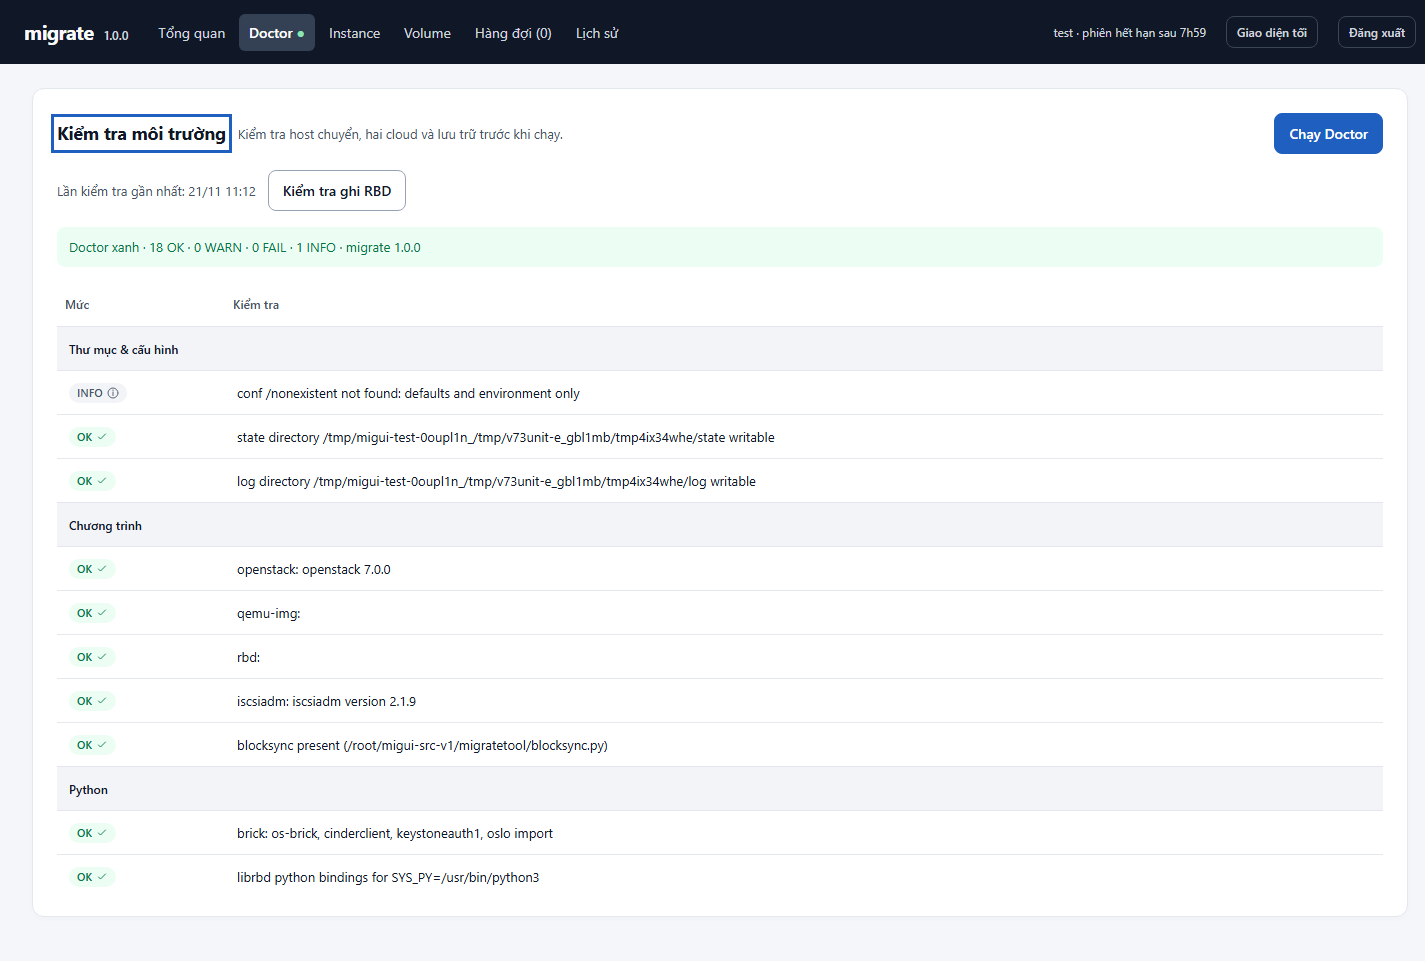 migrate 1.0.0 Tổng quan Doctor Instance Volume Hàng đợi (0) Lịch sử test · phiên hết hạn sau 7h59 Giao diện tối Đăng xuất
Kiểm tra môi trường Kiểm tra host chuyển, hai cloud và lưu trữ trước khi chạy. Chạy Doctor
Lần kiểm tra gần nhất: 21/11 11:12 Kiểm tra ghi RBD
Doctor xanh · 18 OK · 0 WARN · 0 FAIL · 1 INFO · migrate 1.0.0
Mức Kiểm tra
Thư mục & cấu hình
INFO conf /nonexistent not found: defaults and environment only
OK state directory /tmp/migui-test-0oupl1n_/tmp/v73unit-e_gbl1mb/tmp4ix34whe/state writable
OK log directory /tmp/migui-test-0oupl1n_/tmp/v73unit-e_gbl1mb/tmp4ix34whe/log writable
Chương trình
OK openstack: openstack 7.0.0
OK qemu-img:
OK rbd:
OK iscsiadm: iscsiadm version 2.1.9
OK blocksync present (/root/migui-src-v1/migratetool/blocksync.py)
Python
OK brick: os-brick, cinderclient, keystoneauth1, oslo import
OK librbd python bindings for SYS_PY=/usr/bin/python3